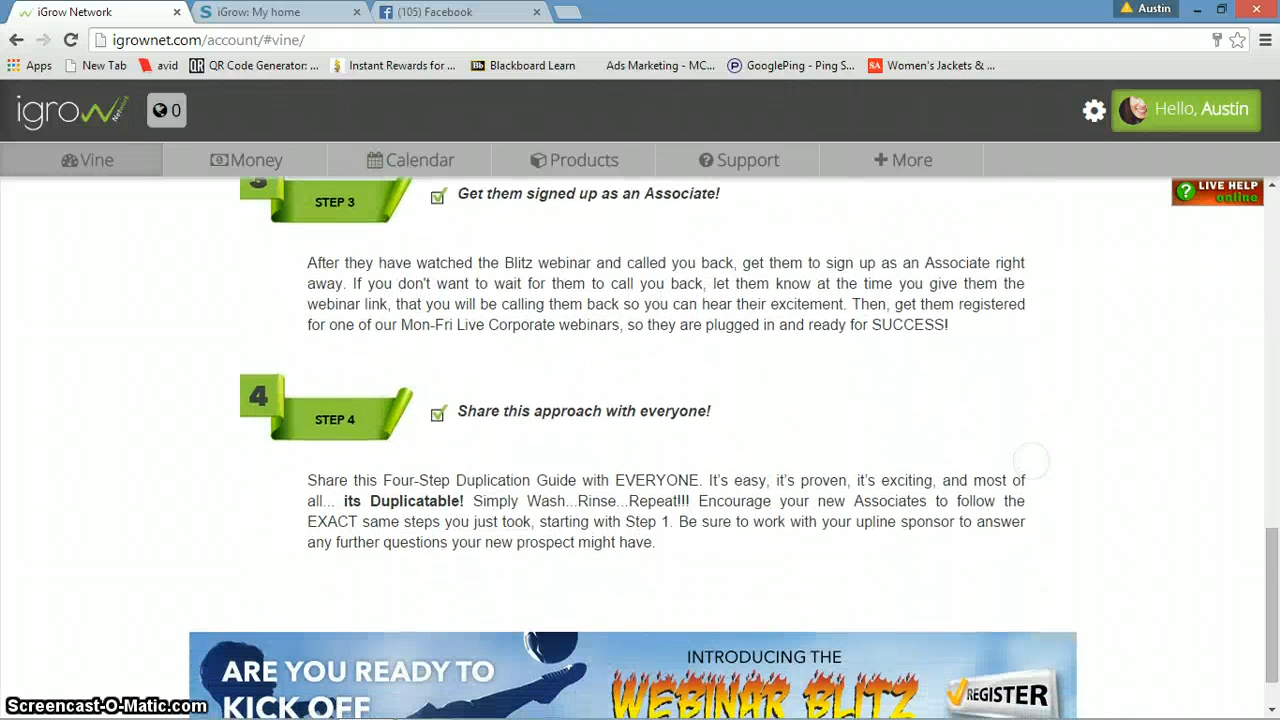 iGrow Network
iGrow: My home
(105) Facebook
Austin
igrownet.com/account/#vine/
Apps
New Tab
avid
QR Code Generator: ...
Instant Rewards for ...
Blackboard Learn
Ads Marketing - MC...
GooglePing - Ping S...
Women's Jackets & ...
igrow Network
0
Hello, Austin
Vine
Money
Calendar
Products
Support
More
LIVE HELP
online
3
STEP 3
Get them signed up as an Associate!
After they have watched the Blitz webinar and called you back, get them to sign up as an Associate right
away. If you don't want to wait for them to call you back, let them know at the time you give them the
webinar link, that you will be calling them back so you can hear their excitement. Then, get them registered
for one of our Mon-Fri Live Corporate webinars, so they are plugged in and ready for SUCCESS!
4
STEP 4
Share this approach with everyone!
Share this Four-Step Duplication Guide with EVERYONE. It's easy, it's proven, it's exciting, and most of
all... its Duplicatable! Simply Wash...Rinse...Repeat!!! Encourage your new Associates to follow the
EXACT same steps you just took, starting with Step 1. Be sure to work with your upline sponsor to answer
any further questions your new prospect might have.
ARE YOU READY TO
KICK OFF
INTRODUCING THE
WEBINAR BLITZ
REGISTER
Screencast-O-Matic.com